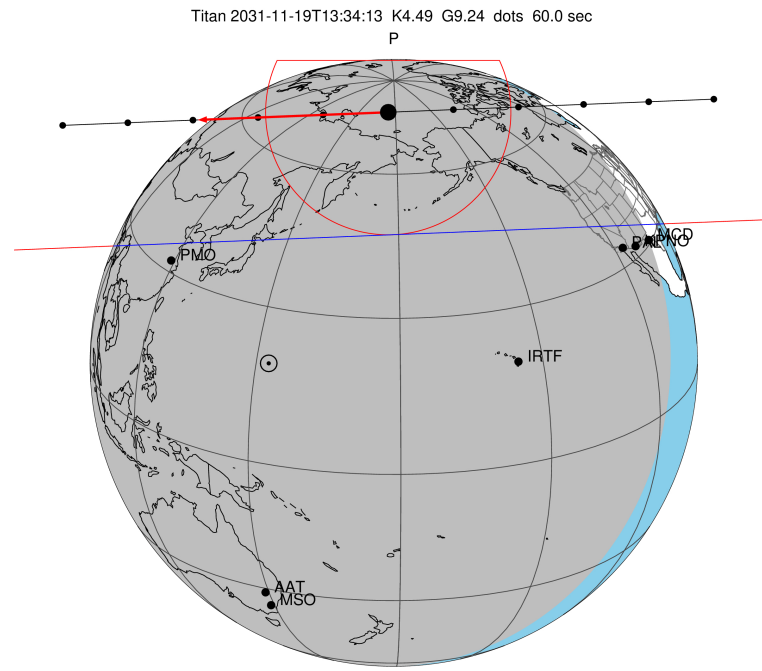 Titan 2031-11-19T13:34:13 K4.49 G9.24 dots 60.0 sec
P
MCD
PNO
PMO
IRTF
AAT
MSO